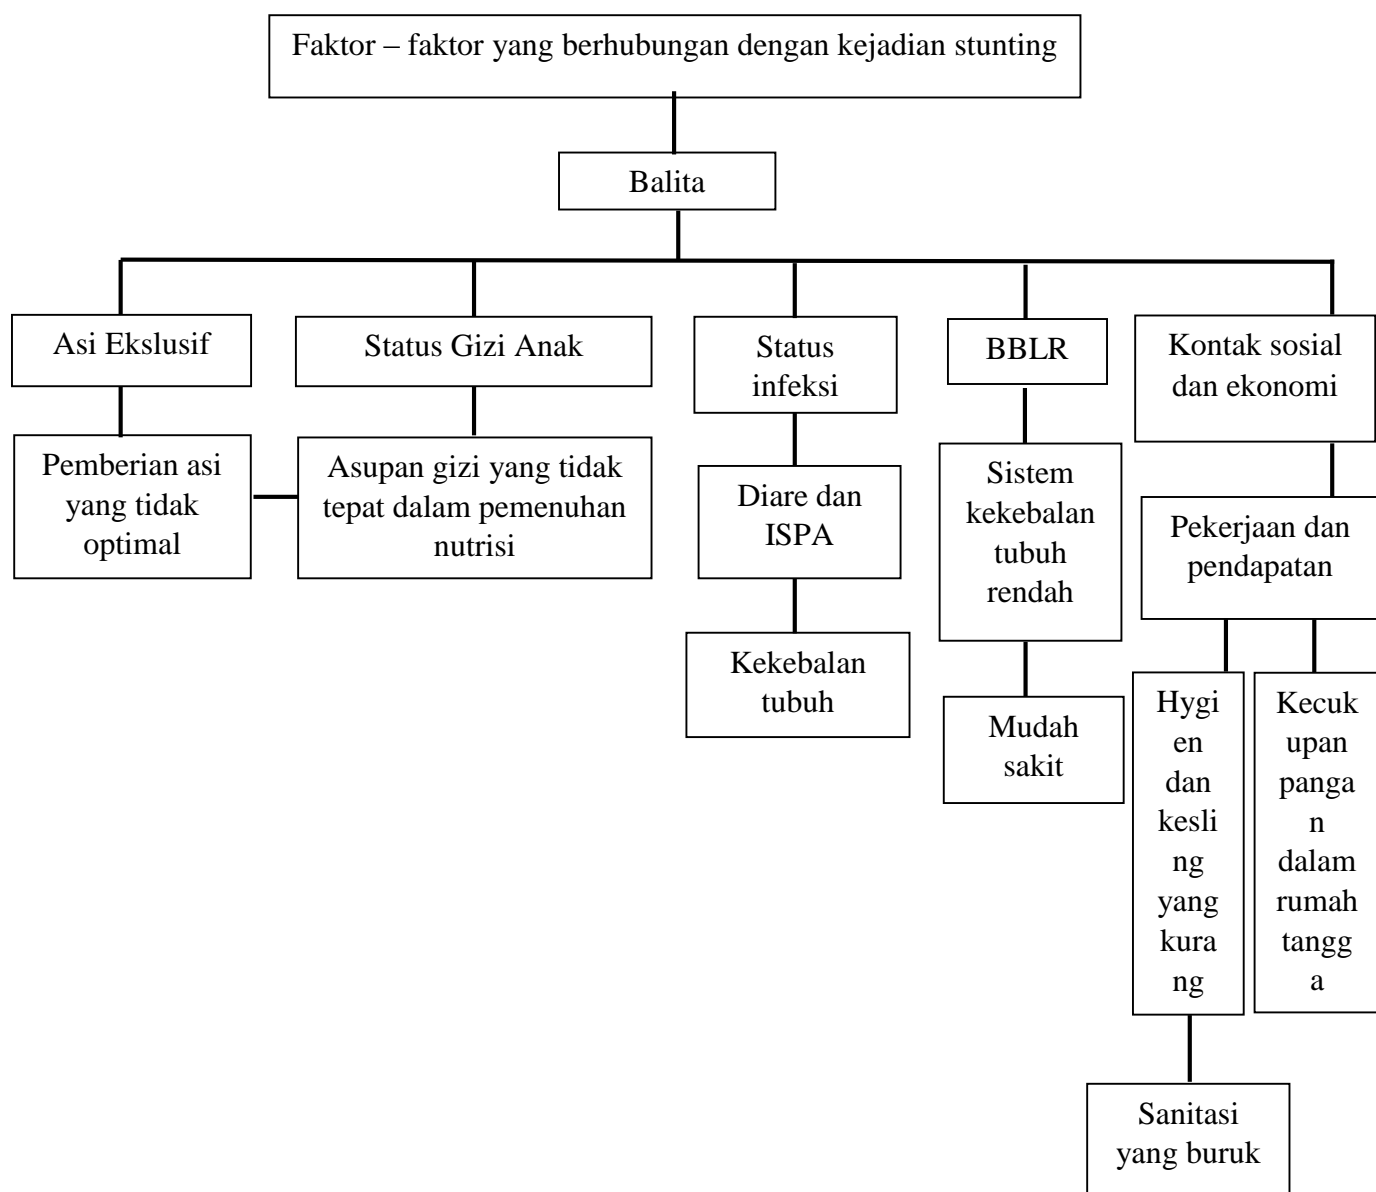 Faktor – faktor yang berhubungan dengan kejadian stunting
Balita
Asi Ekslusif
Status Gizi Anak
Status
infeksi
BBLR
Kontak sosial
dan ekonomi
Pemberian asi
yang tidak
optimal
Asupan gizi yang tidak
tepat dalam pemenuhan
nutrisi
Diare dan
ISPA
Sistem
kekebalan
tubuh
rendah
Pekerjaan dan
pendapatan
Kekebalan
tubuh
Mudah
sakit
Hygi
en
dan
kesli
ng
yang
kura
ng
Kecuk
upan
panga
n
dalam
rumah
tangg
a
Sanitasi
yang buruk